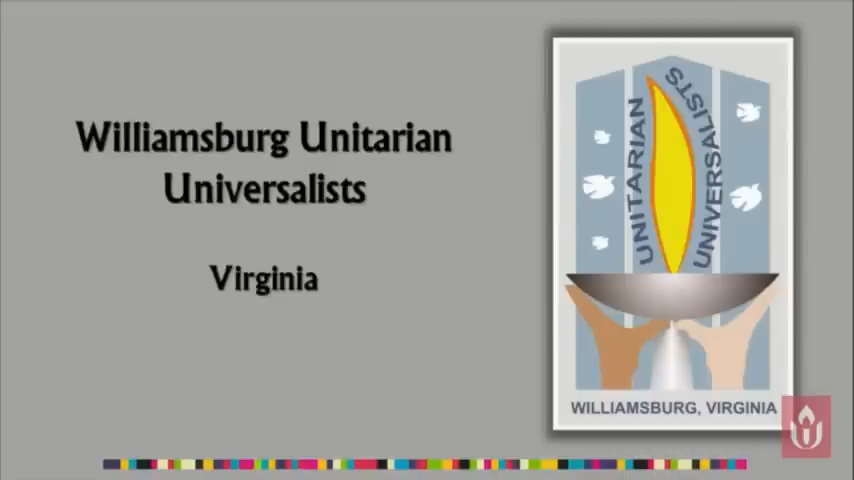 Williamsburg Unitarian
Universalists
Virginia
UNITARIAN
UNIVERSALISTS
WILLIAMSBURG, VIRGINIA